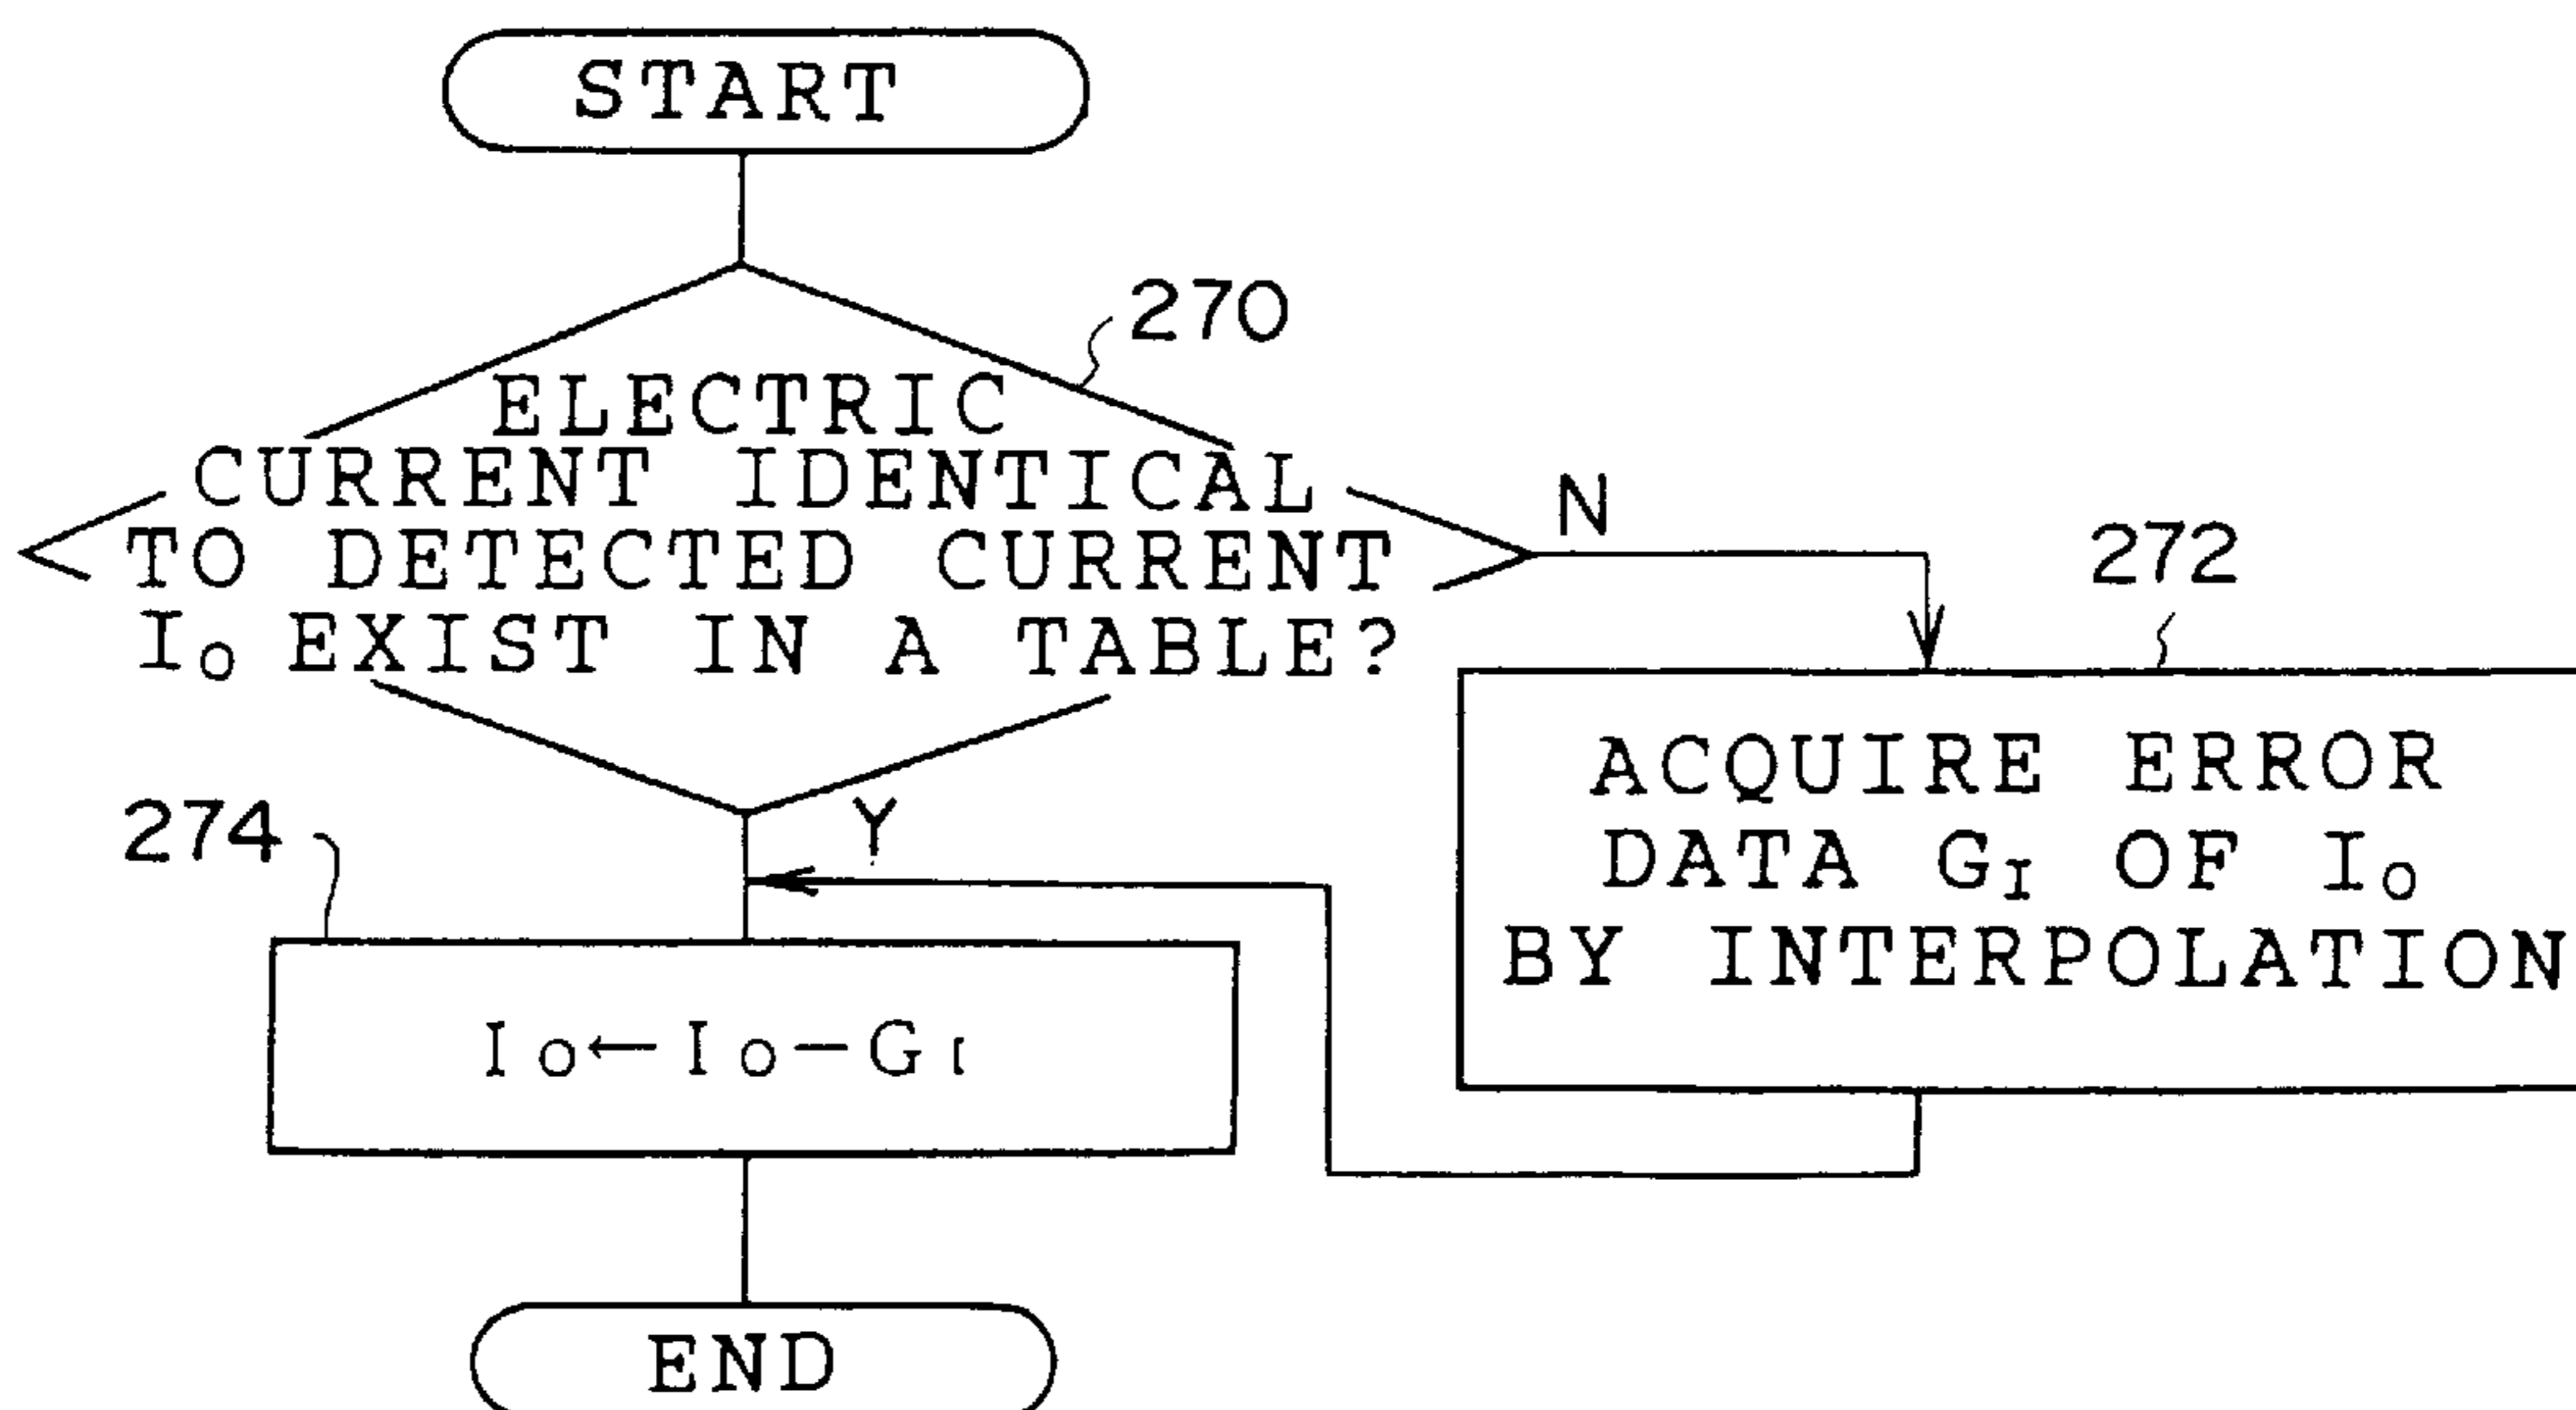 START
270
ELECTRIC
CURRENT IDENTICAL
TO DETECTED CURRENT
I₀ EXIST IN A TABLE?
N
272
ACQUIRE ERROR
DATA G_I OF I₀
BY INTERPOLATION
Y
274
I₀←I₀−G_I
END